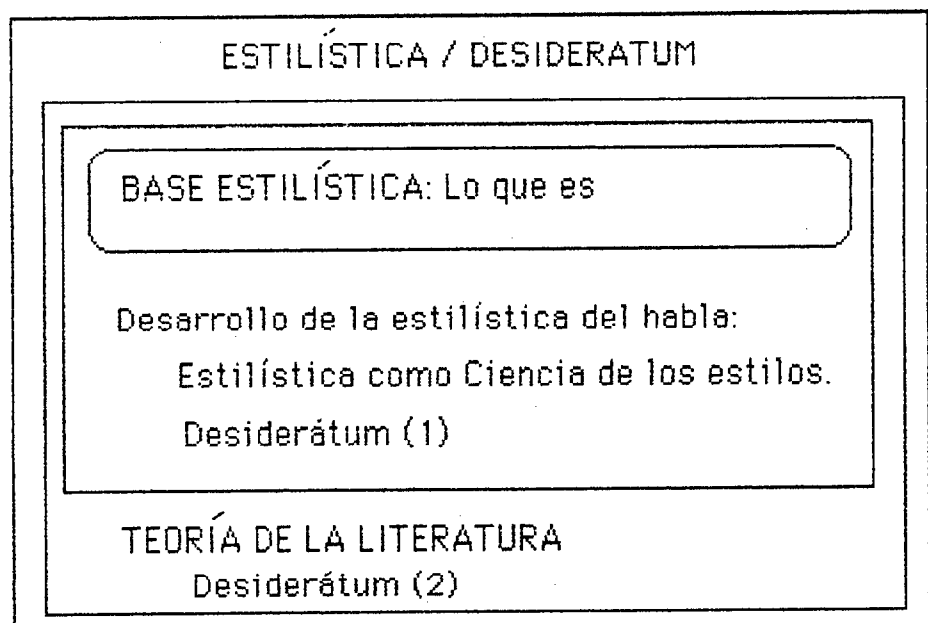 ESTILÍSTICA / DESIDERATUM
BASE ESTILÍSTICA: Lo que es
Desarrollo de la estilística del habla:
Estilística como Ciencia de los estilos.
Desiderátum (1)
TEORÍA DE LA LITERATURA
Desiderátum (2)